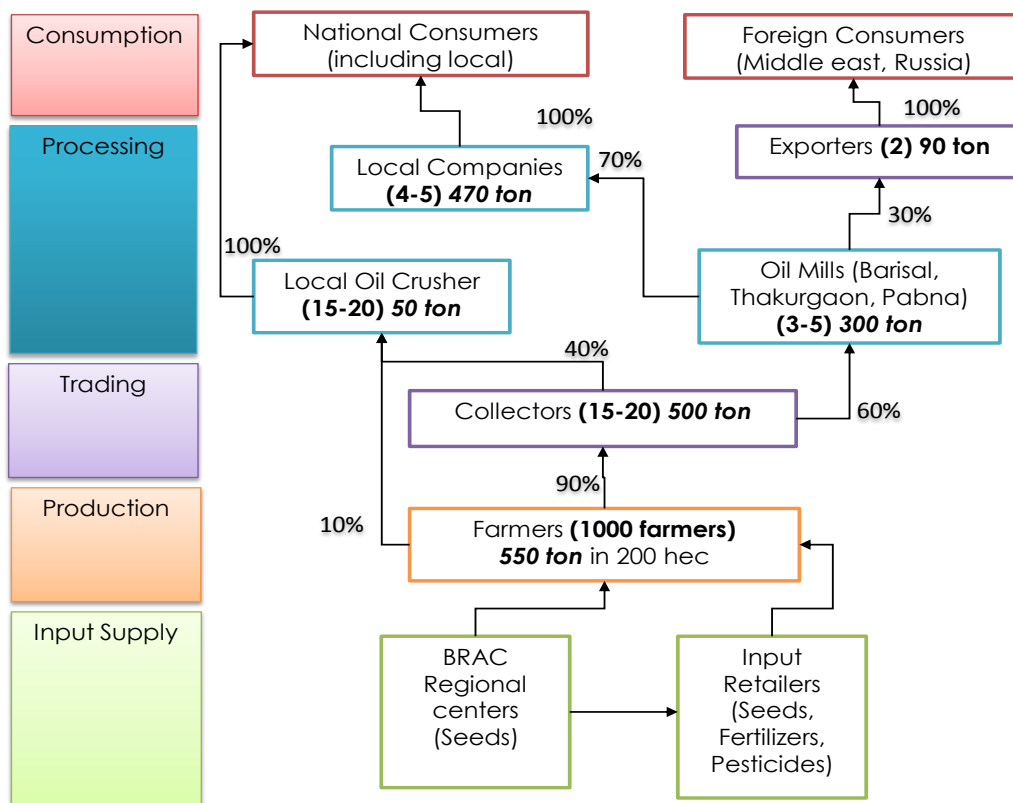 Consumption
National Consumers
(including local)
Foreign Consumers
(Middle east, Russia)
100%
100%
Processing
Exporters (2) 90 ton
Local Companies
(4-5) 470 ton
70%
30%
100%
Local Oil Crusher
(15-20) 50 ton
Oil Mills (Barisal,
Thakurgaon, Pabna)
(3-5) 300 ton
40%
Trading
Collectors (15-20) 500 ton
60%
90%
Production
10%
Farmers (1000 farmers)
550 ton in 200 hec
Input Supply
BRAC
Regional
centers
(Seeds)
Input
Retailers
(Seeds,
Fertilizers,
Pesticides)